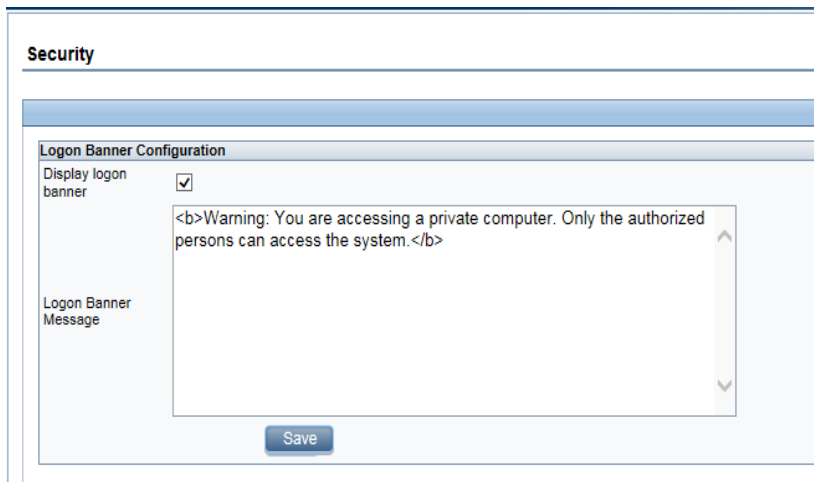 Security
Logon Banner Configuration
Display logon
banner
<b>Warning: You are accessing a private computer. Only the authorized
persons can access the system.</b>
Logon Banner
Message
Save